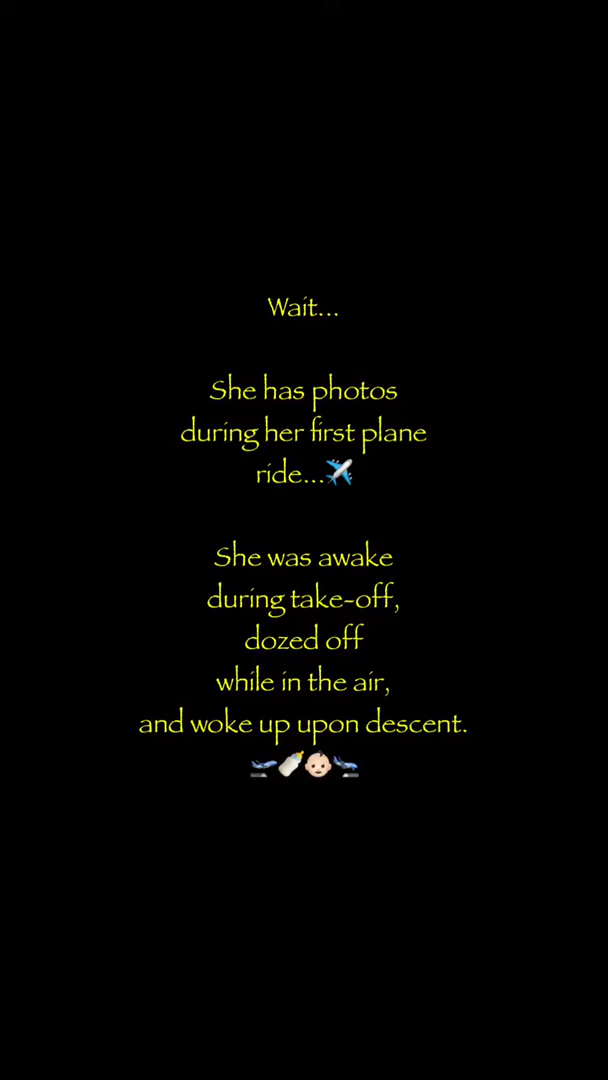 Wait...
She has photos
during her first plane
ride...✈️
She was awake
during take-off,
dozed off
while in the air,
and woke up upon descent.
🛫🍼👶🏻🛬